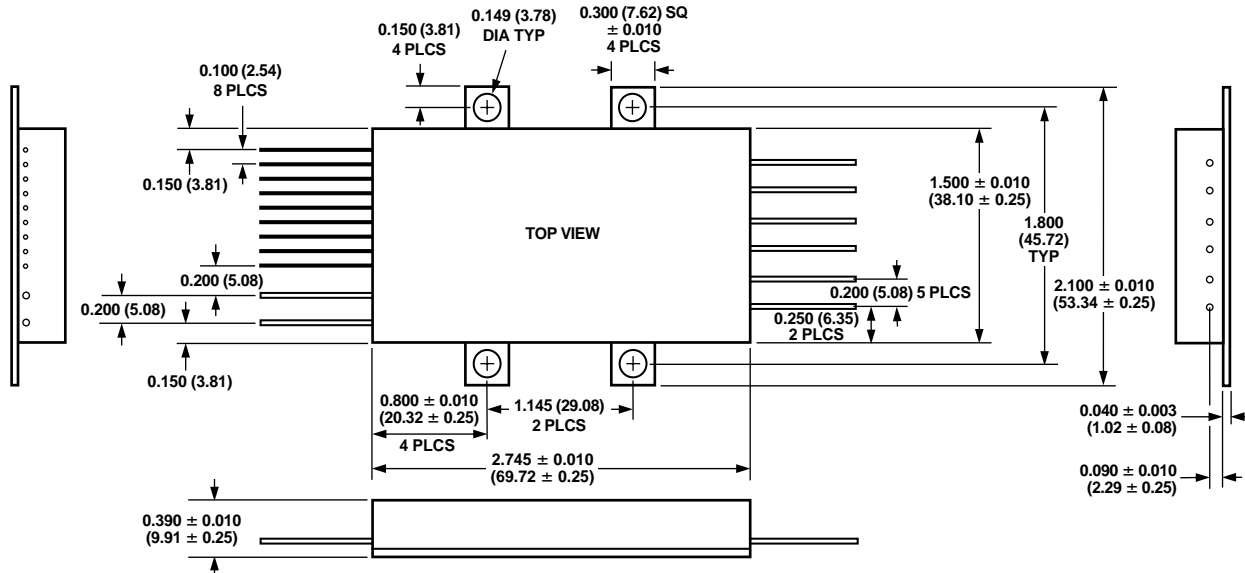 0.150 (3.81)
4 PLCS
0.149 (3.78)
DIA TYP
0.300 (7.62) SQ
± 0.010
4 PLCS
0.100 (2.54)
8 PLCS
0.150 (3.81)
TOP VIEW
1.500 ± 0.010
(38.10 ± 0.25)
1.800
(45.72)
TYP
2.100 ± 0.010
(53.34 ± 0.25)
0.200 (5.08)
0.200 (5.08)
0.150 (3.81)
0.200 (5.08) 5 PLCS
0.250 (6.35)
2 PLCS
0.800 ± 0.010
(20.32 ± 0.25)
4 PLCS
1.145 (29.08)
2 PLCS
2.745 ± 0.010
(69.72 ± 0.25)
0.040 ± 0.003
(1.02 ± 0.08)
0.090 ± 0.010
(2.29 ± 0.25)
0.390 ± 0.010
(9.91 ± 0.25)